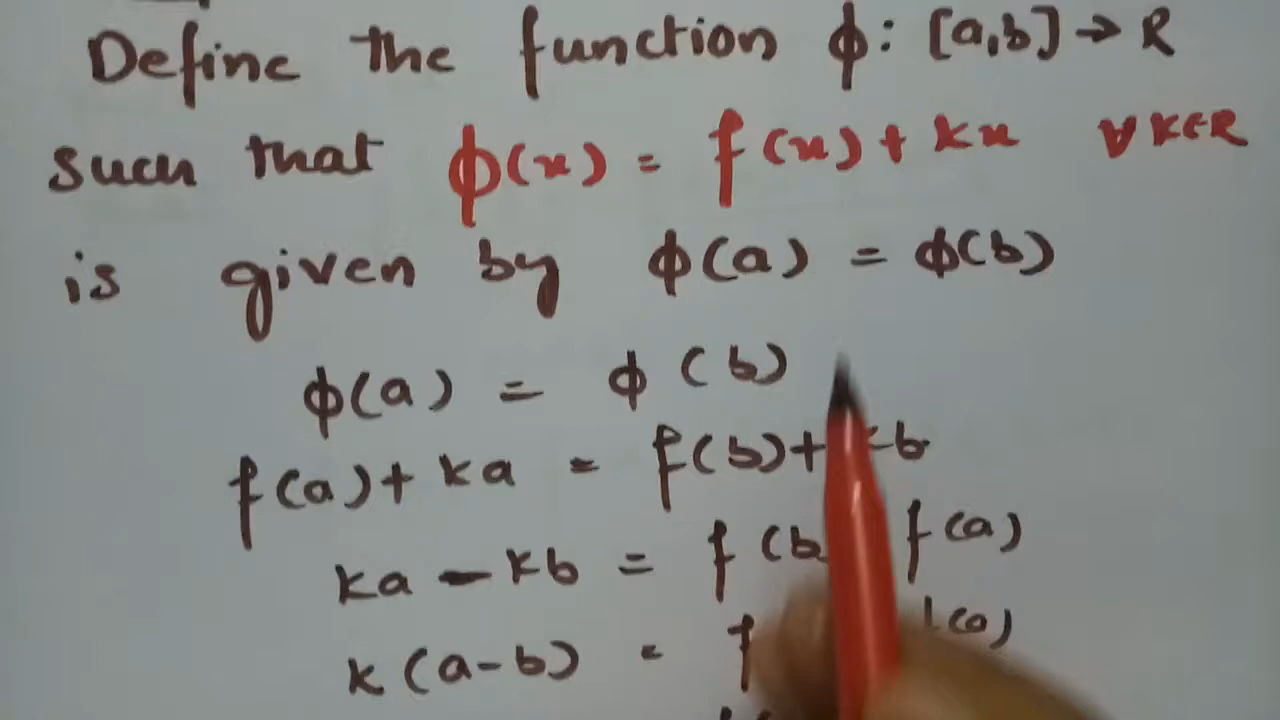 Define the function ϕ: [a,b] → R
such that ϕ(x) = f(x) + kx ∀ K∈R
is given by ϕ(a) = ϕ(b)
ϕ(a) = ϕ(b)
f(a) + ka = f(b) + b
ka - kb = f(b f(a)
k(a-b) = f (a)